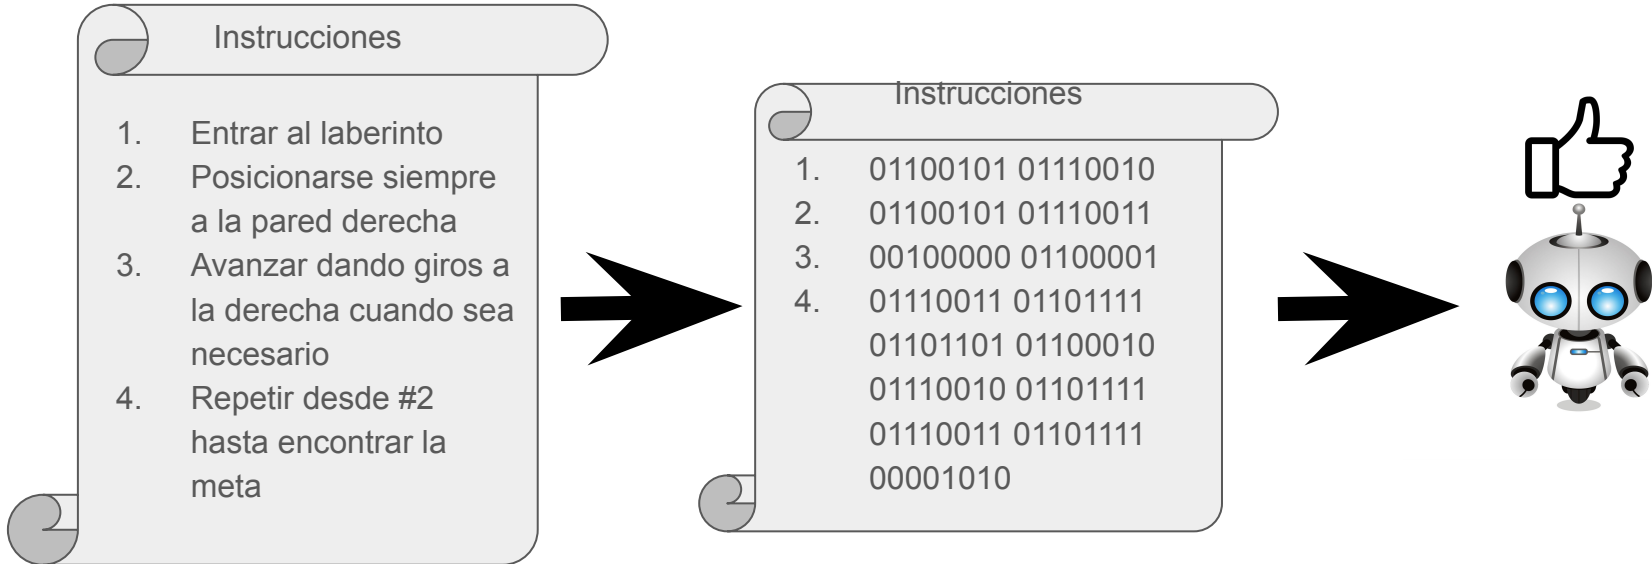 Instrucciones
1. Entrar al laberinto
2. Posicionarse siempre
a la pared derecha
3. Avanzar dando giros a
la derecha cuando sea
necesario
4. Repetir desde #2
hasta encontrar la
meta
Instrucciones
1. 01100101 01110010
2. 01100101 01110011
3. 00100000 01100001
4. 01110011 01101111
01101101 01100010
01110010 01101111
01110011 01101111
00001010